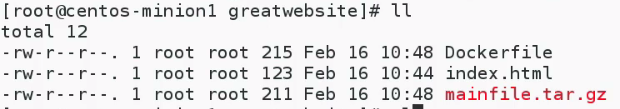 [root@centos-minion1 greatwebsite]# ll
total 12
-rw-r--r--. 1 root root 215 Feb 16 10:48 Dockerfile
-rw-r--r--. 1 root root 123 Feb 16 10:44 index.html
-rw-r--r--. 1 root root 211 Feb 16 10:48 mainfile.tar.gz